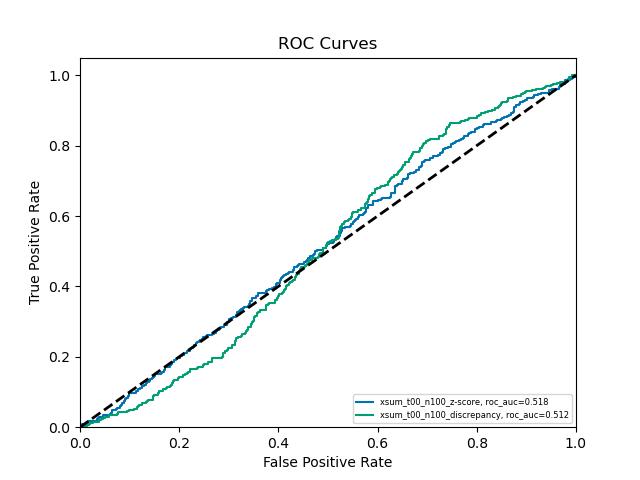 ROC Curves
True Positive Rate
1.0
0.8
0.6
0.4
0.2
0.0
0.0 0.2 0.4 0.6 0.8 1.0
False Positive Rate
xsum_t00_n100_z-score, roc_auc=0.518
xsum_t00_n100_discrepancy, roc_auc=0.512